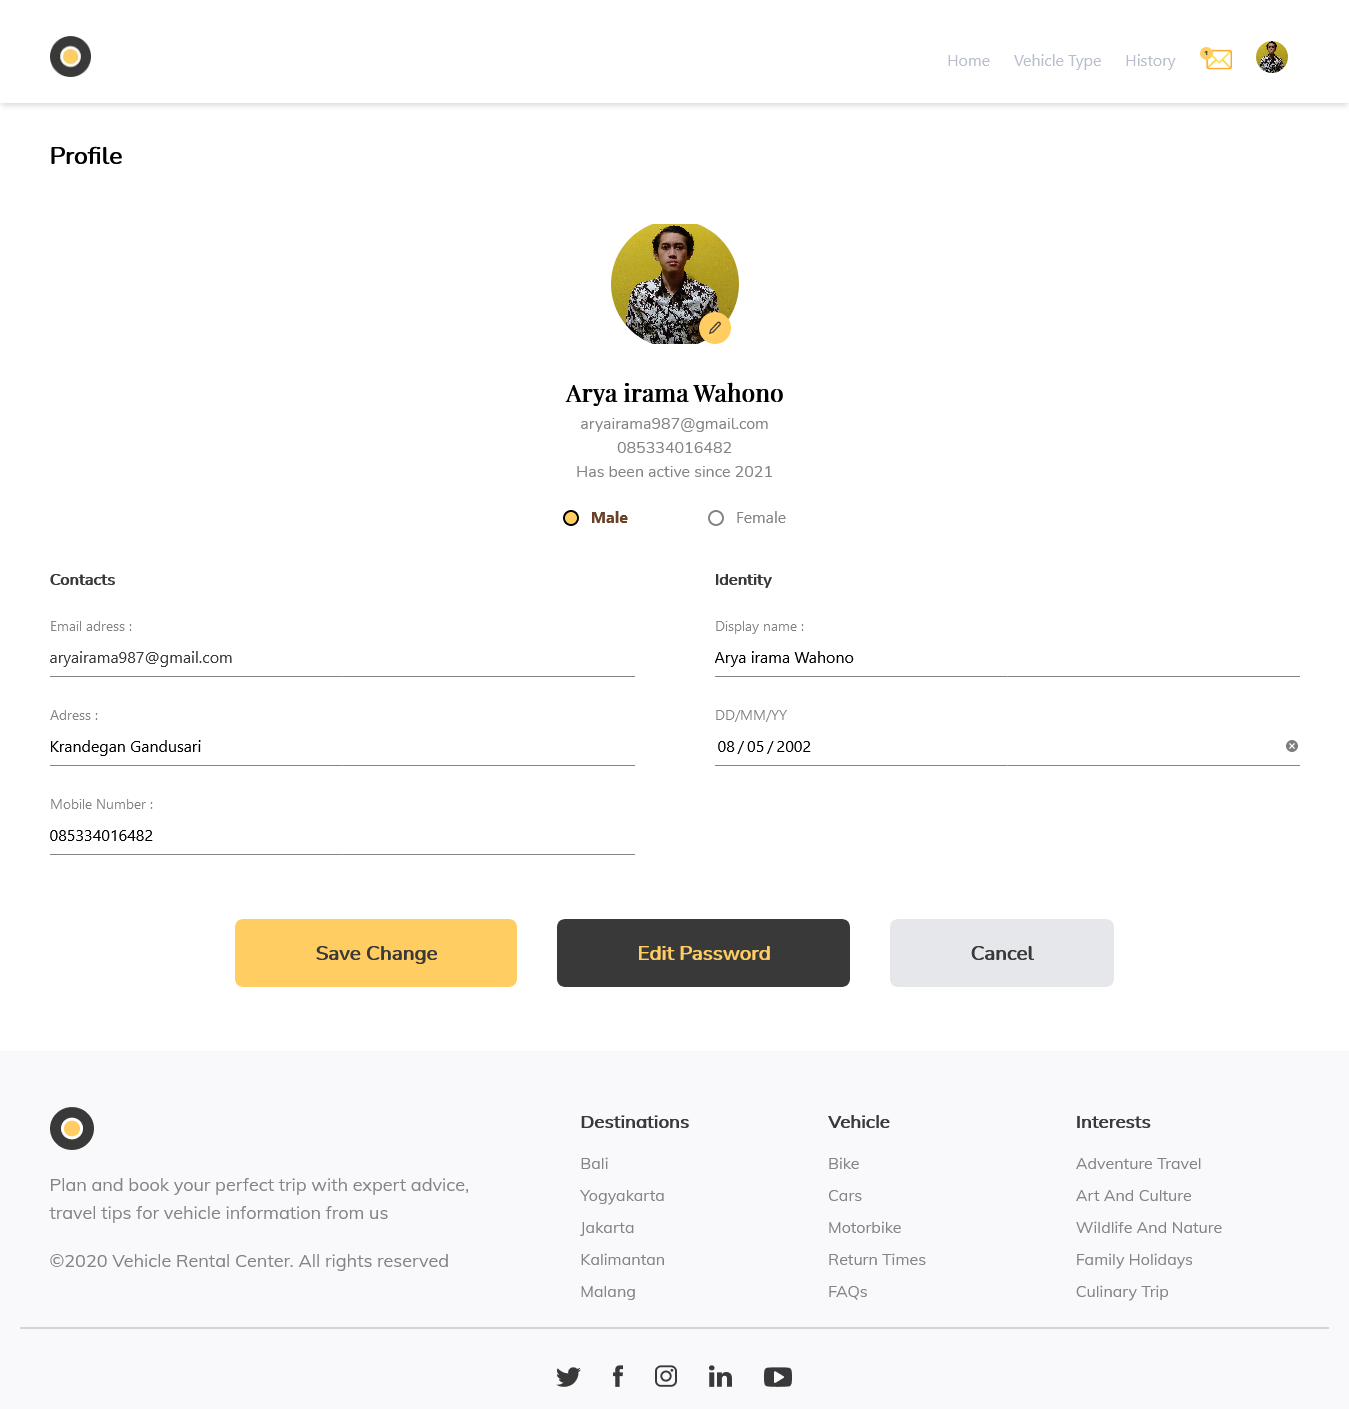 Home Vehicle Type History 1
Profile
Arya irama Wahono
aryairama987@gmail.com
085334016482
Has been active since 2021
Male Female
Contacts
Email adress :
aryairama987@gmail.com
Adress :
Krandegan Gandusari
Mobile Number :
085334016482
Identity
Display name :
Arya irama Wahono
DD/MM/YY
08 / 05 / 2002
Save Change Edit Password Cancel
Plan and book your perfect trip with expert advice,
travel tips for vehicle information from us
©2020 Vehicle Rental Center. All rights reserved
Destinations
Bali
Yogyakarta
Jakarta
Kalimantan
Malang
Vehicle
Bike
Cars
Motorbike
Return Times
FAQs
Interests
Adventure Travel
Art And Culture
Wildlife And Nature
Family Holidays
Culinary Trip